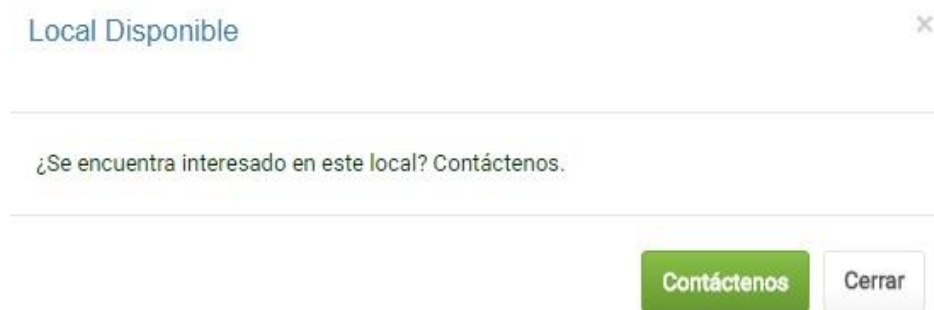 Local Disponible
×
¿Se encuentra interesado en este local? Contáctenos.
Contáctenos
Cerrar